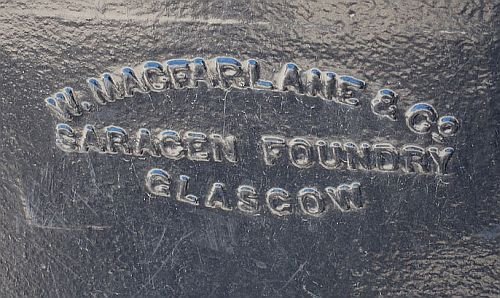 W. MACFARLANE & Co
SARACEN FOUNDRY
GLASGOW